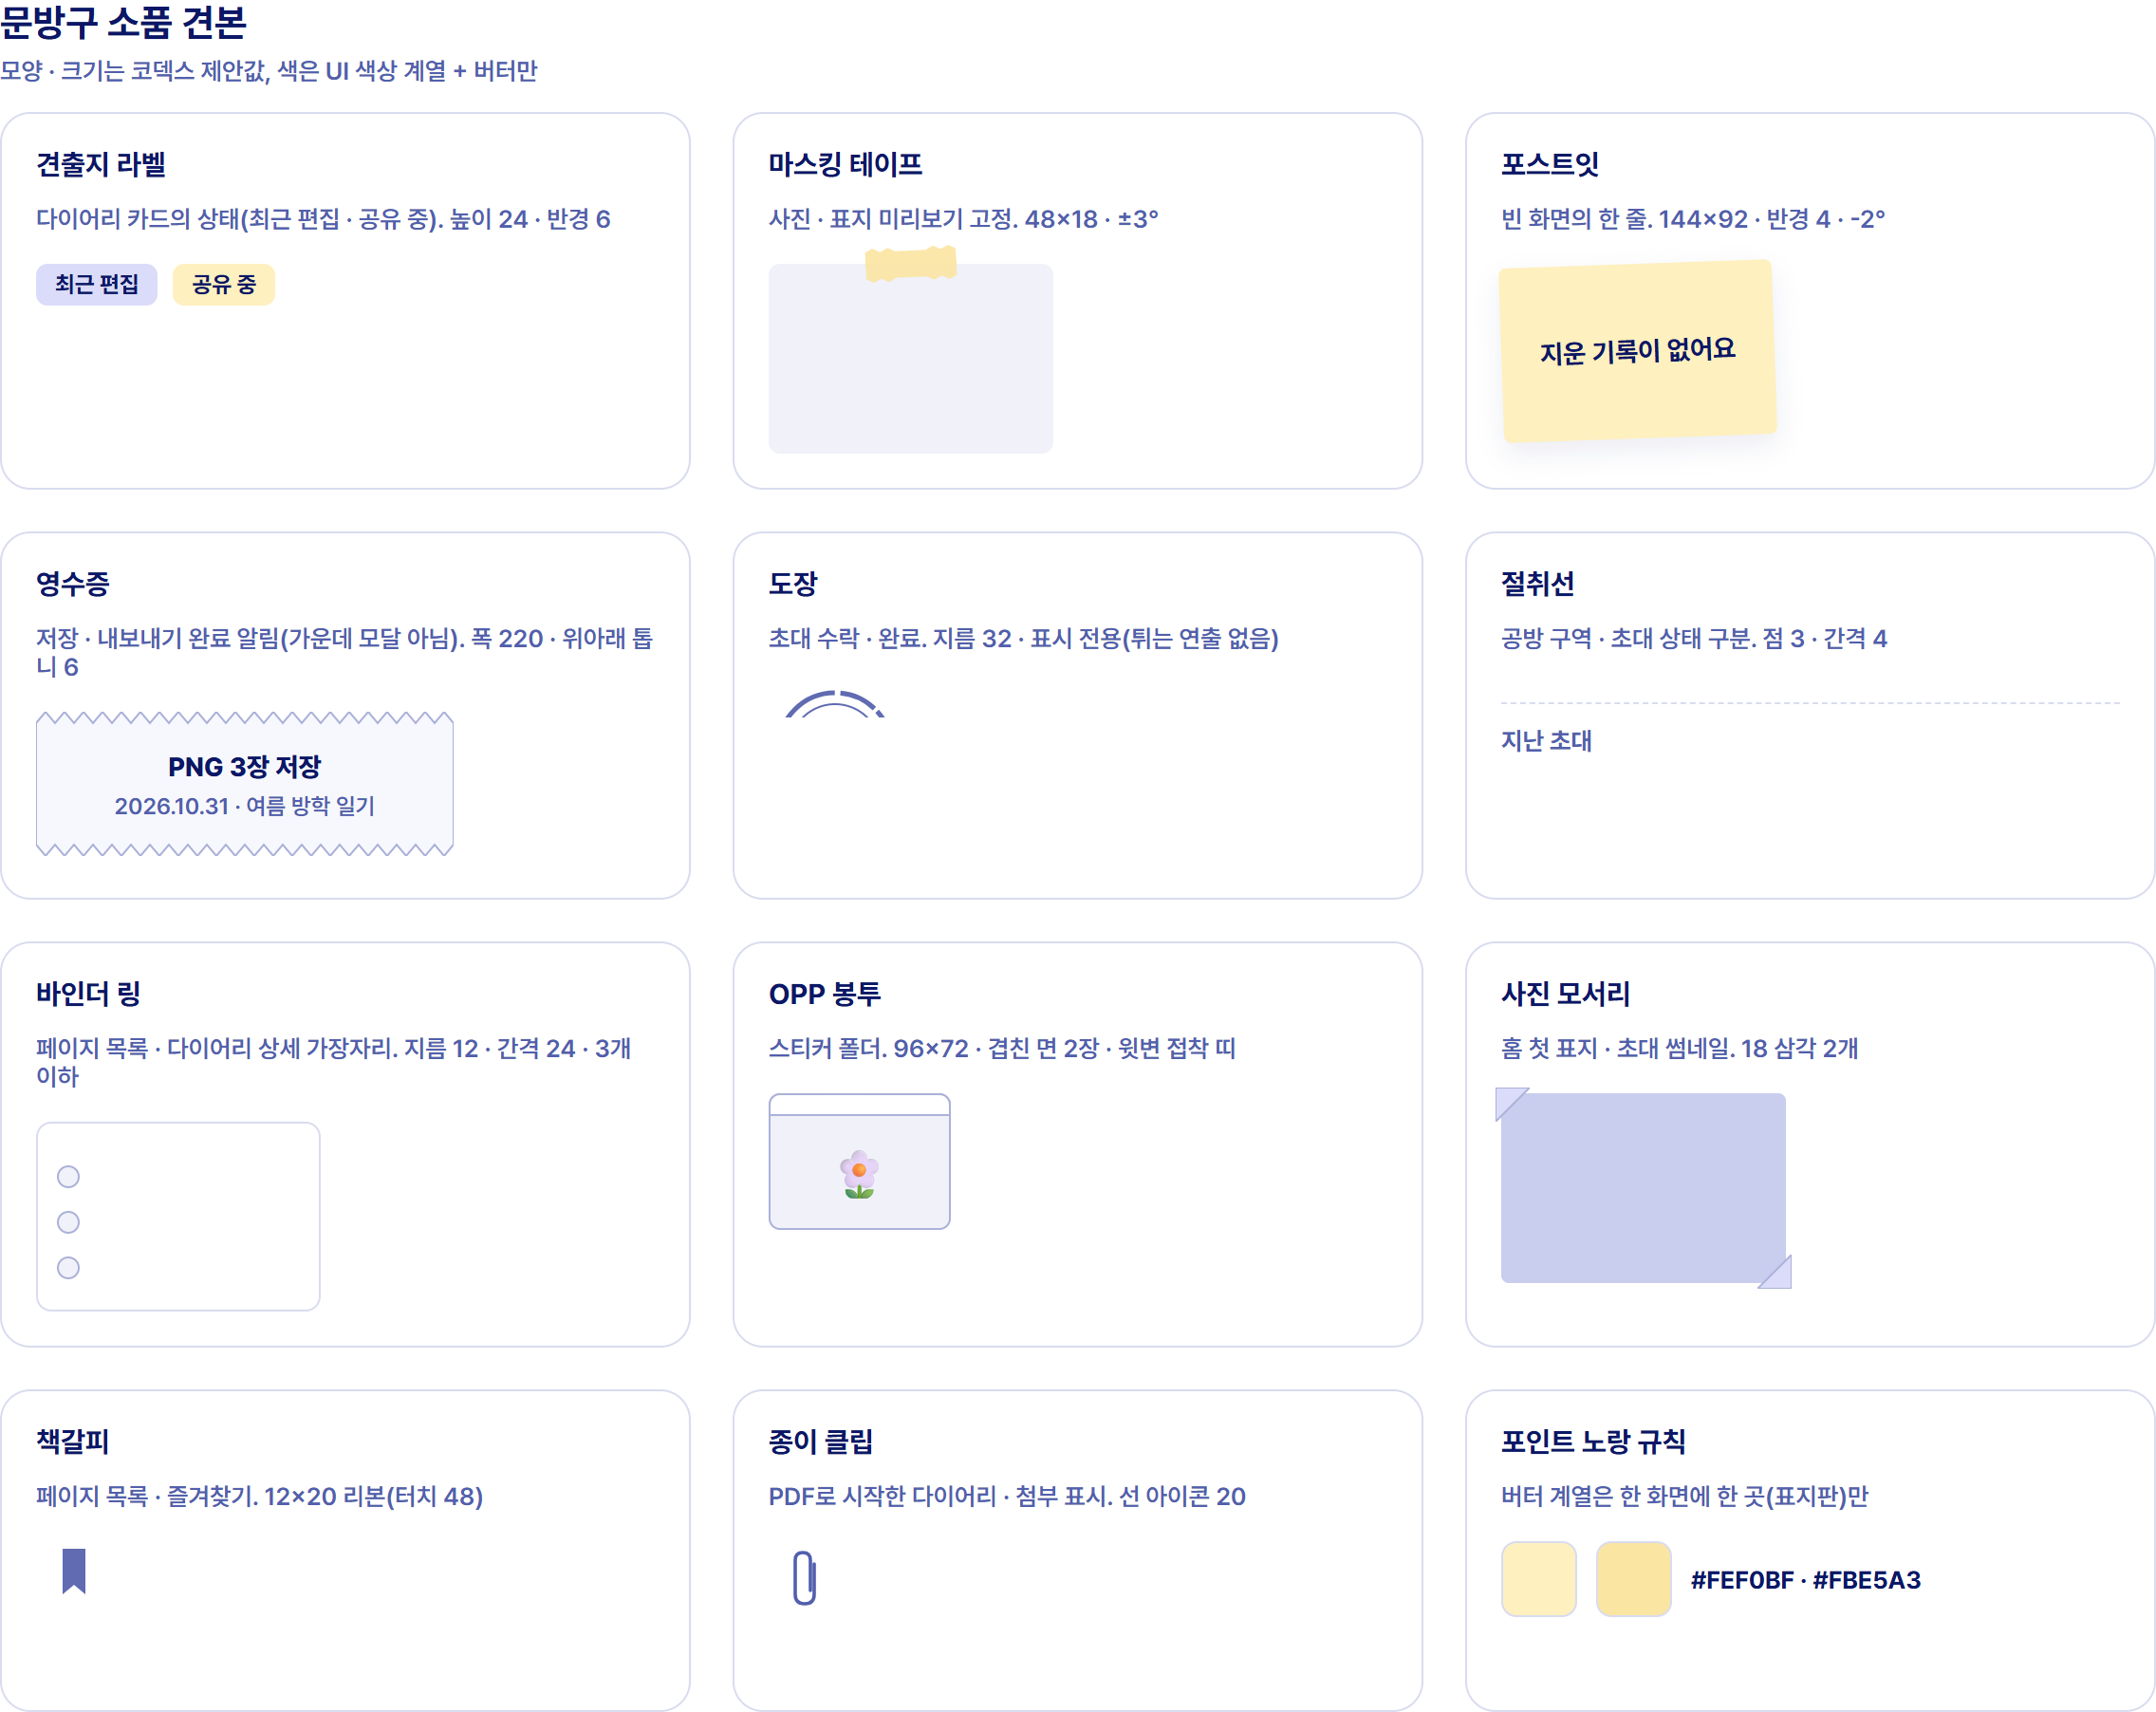 문방구 소품 견본
모양 · 크기는 코덱스 제안값, 색은 UI 색상 계열 + 버터만
견출지 라벨
다이어리 카드의 상태(최근 편집 · 공유 중). 높이 24 · 반경 6
최근 편집
공유 중
마스킹 테이프
사진 · 표지 미리보기 고정. 48×18 · ±3°
포스트잇
빈 화면의 한 줄. 144×92 · 반경 4 · -2°
지운 기록이 없어요
영수증
저장 · 내보내기 완료 알림(가운데 모달 아님). 폭 220 · 위아래 톱
니 6
PNG 3장 저장
2026.10.31 · 여름 방학 일기
도장
초대 수락 · 완료. 지름 32 · 표시 전용(튀는 연출 없음)
절취선
공방 구역 · 초대 상태 구분. 점 3 · 간격 4
지난 초대
바인더 링
페이지 목록 · 다이어리 상세 가장자리. 지름 12 · 간격 24 · 3개
이하
OPP 봉투
스티커 폴더. 96×72 · 겹친 면 2장 · 윗변 접착 띠
사진 모서리
홈 첫 표지 · 초대 썸네일. 18 삼각 2개
책갈피
페이지 목록 · 즐겨찾기. 12×20 리본(터치 48)
종이 클립
PDF로 시작한 다이어리 · 첨부 표시. 선 아이콘 20
포인트 노랑 규칙
버터 계열은 한 화면에 한 곳(표지판)만
#FEF0BF · #FBE5A3